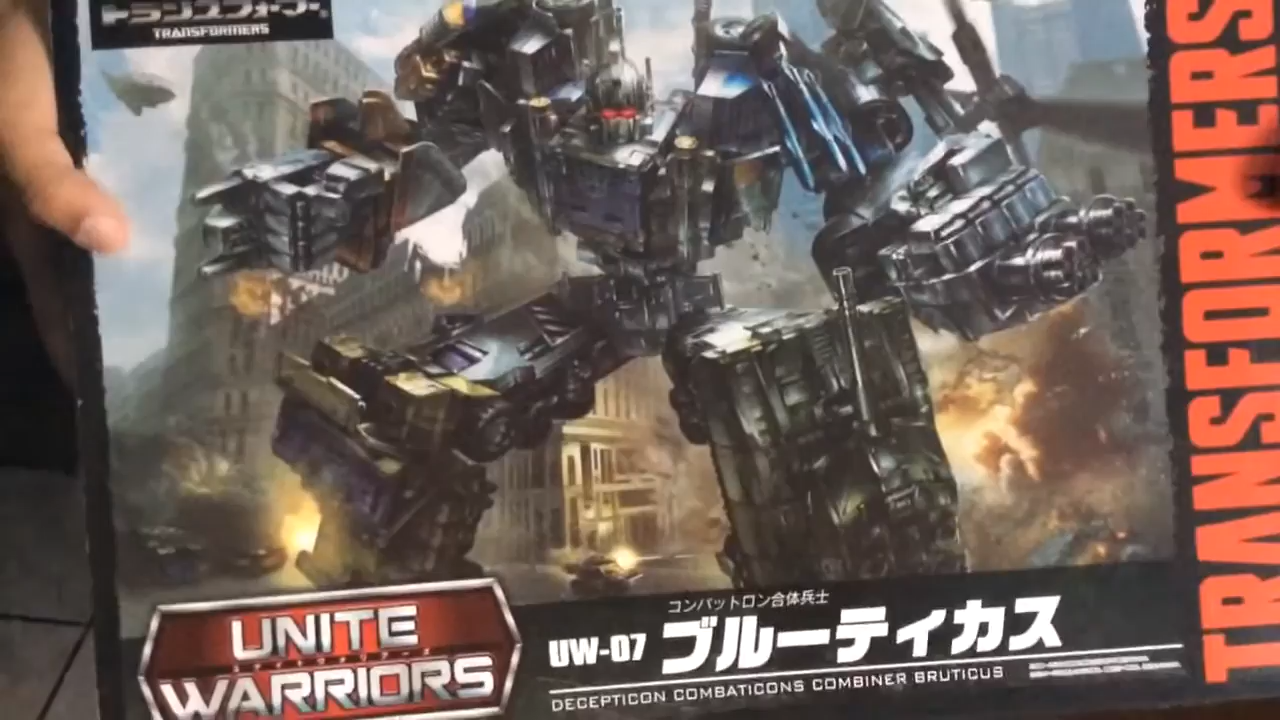 トランスフォーマー
TRANSFORMERS
TRANSFORMERS
UNITE
WARRIORS
コンバットロン合体兵士
UW-07 ブルーティカス
DECEPTICON COMBATICONS COMBINER BRUTICUS